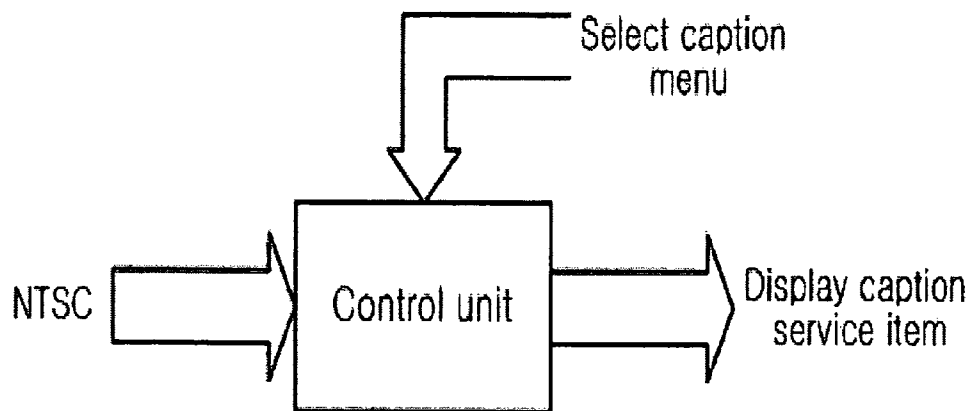 Select caption
menu
NTSC
Control unit
Display caption
service item